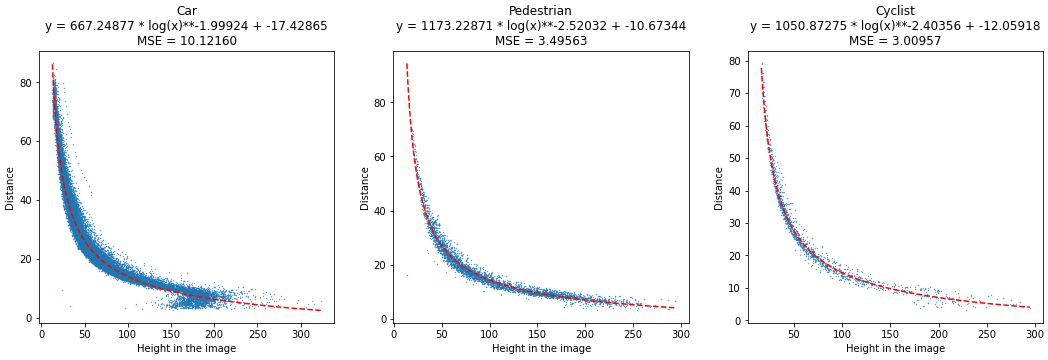 Car
y = 667.24877 * log(x)**-1.99924 + -17.42865
MSE = 10.12160
80
60
40
20
0
Distance
0
50
100
150
200
250
300
Height in the image
Pedestrian
y = 1173.22871 * log(x)**-2.52032 + -10.67344
MSE = 3.49563
80
60
40
20
0
Distance
0
50
100
150
200
250
300
Height in the image
Cyclist
y = 1050.87275 * log(x)**-2.40356 + -12.05918
MSE = 3.00957
80
70
60
50
40
30
20
10
0
Distance
50
100
150
200
250
300
Height in the image